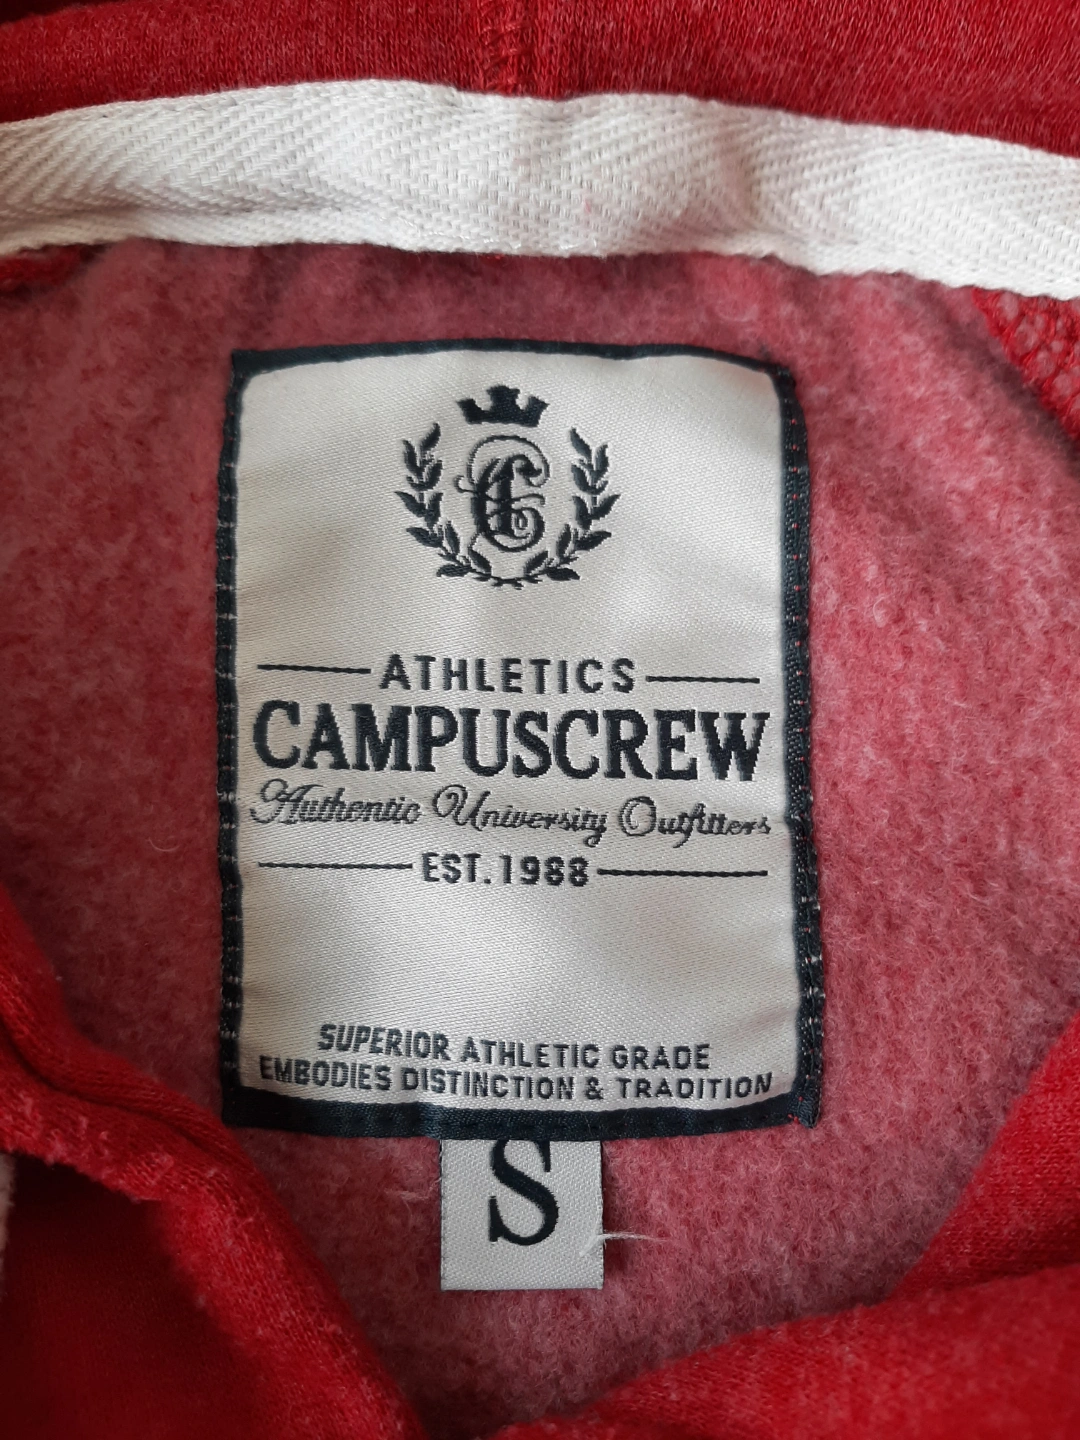 ATHLETICS
CAMPUSCREW
Authentic University Outfitters
EST.1988
SUPERIOR ATHLETIC GRADE
EMBODIES DISTINCTION & TRADITION
S